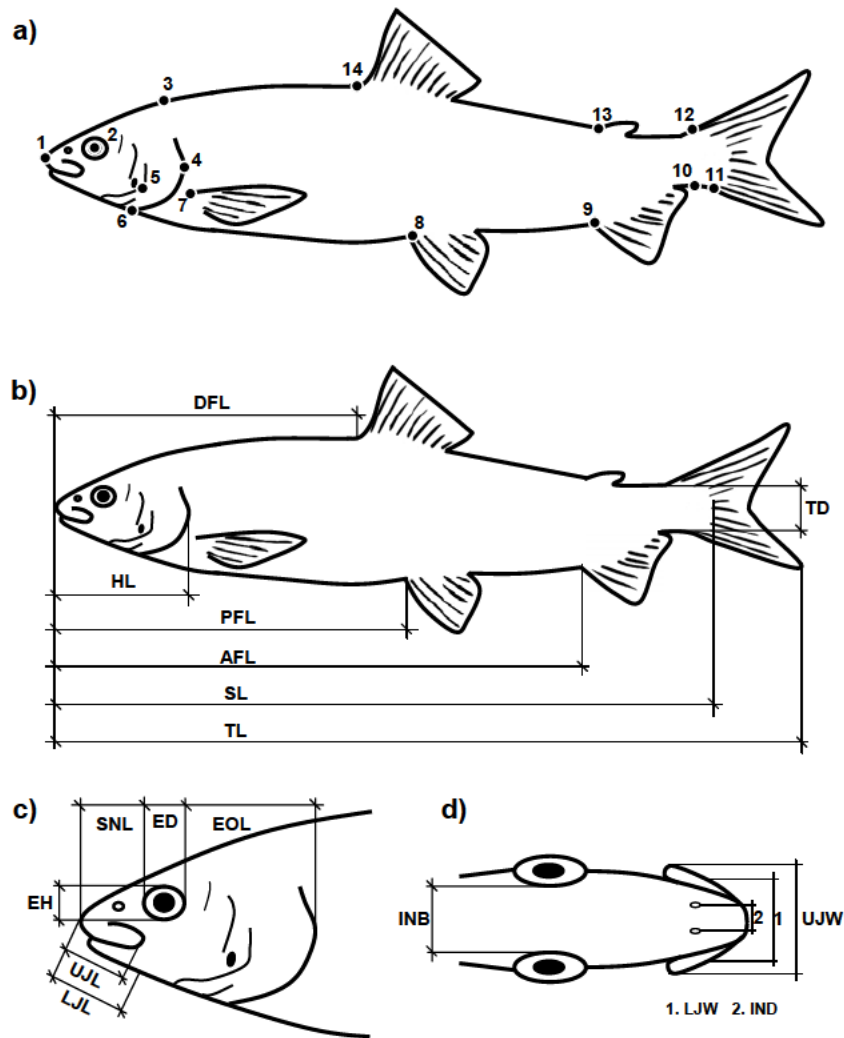 a)
14
3
13
12
1
2
4
5
10
11
7
6
8
9
b)
DFL
TD
HL
PFL
AFL
SL
TL
c)
d)
SNL ED EOL
EH
INB
2 1 UJW
UJL
LJL
1. LJW 2. IND